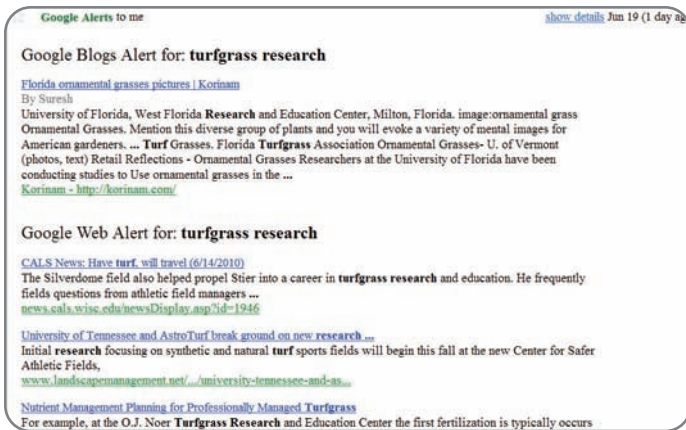 Google Alerts to me show details Jun 19 (1 day ag
Google Blogs Alert for: turfgrass research
Florida ornamental grasses pictures | Korinam
By Suresh
University of Florida, West Florida Research and Education Center, Milton, Florida. image:ornamental grass
Ornamental Grasses. Mention this diverse group of plants and you will evoke a variety of mental images for
American gardeners. ... Turf Grasses. Florida Turfgrass Association Ornamental Grasses- U. of Vermont
(photos, text) Retail Reflections - Ornamental Grasses Researchers at the University of Florida have been
conducting studies to Use ornamental grasses in the ...
Korinam - http://korinam.com/
Google Web Alert for: turfgrass research
CALS News: Have turf, will travel (6/14/2010)
The Silverdome field also helped propel Stier into a career in turfgrass research and education. He frequently
fields questions from athletic field managers ...
news.cals.wisc.edu/newsDisplay.asp?id=1946
University of Tennessee and AstroTurf break ground on new research ...
Initial research focusing on synthetic and natural turf sports fields will begin this fall at the new Center for Safer
Athletic Fields,
www.landscapemanagement.net/.../university-tennessee-and-as...
Nutrient Management Planning for Professionally Managed Turfgrass
For example, at the O.J. Noer Turfgrass Research and Education Center the first fertilization is typically occurs